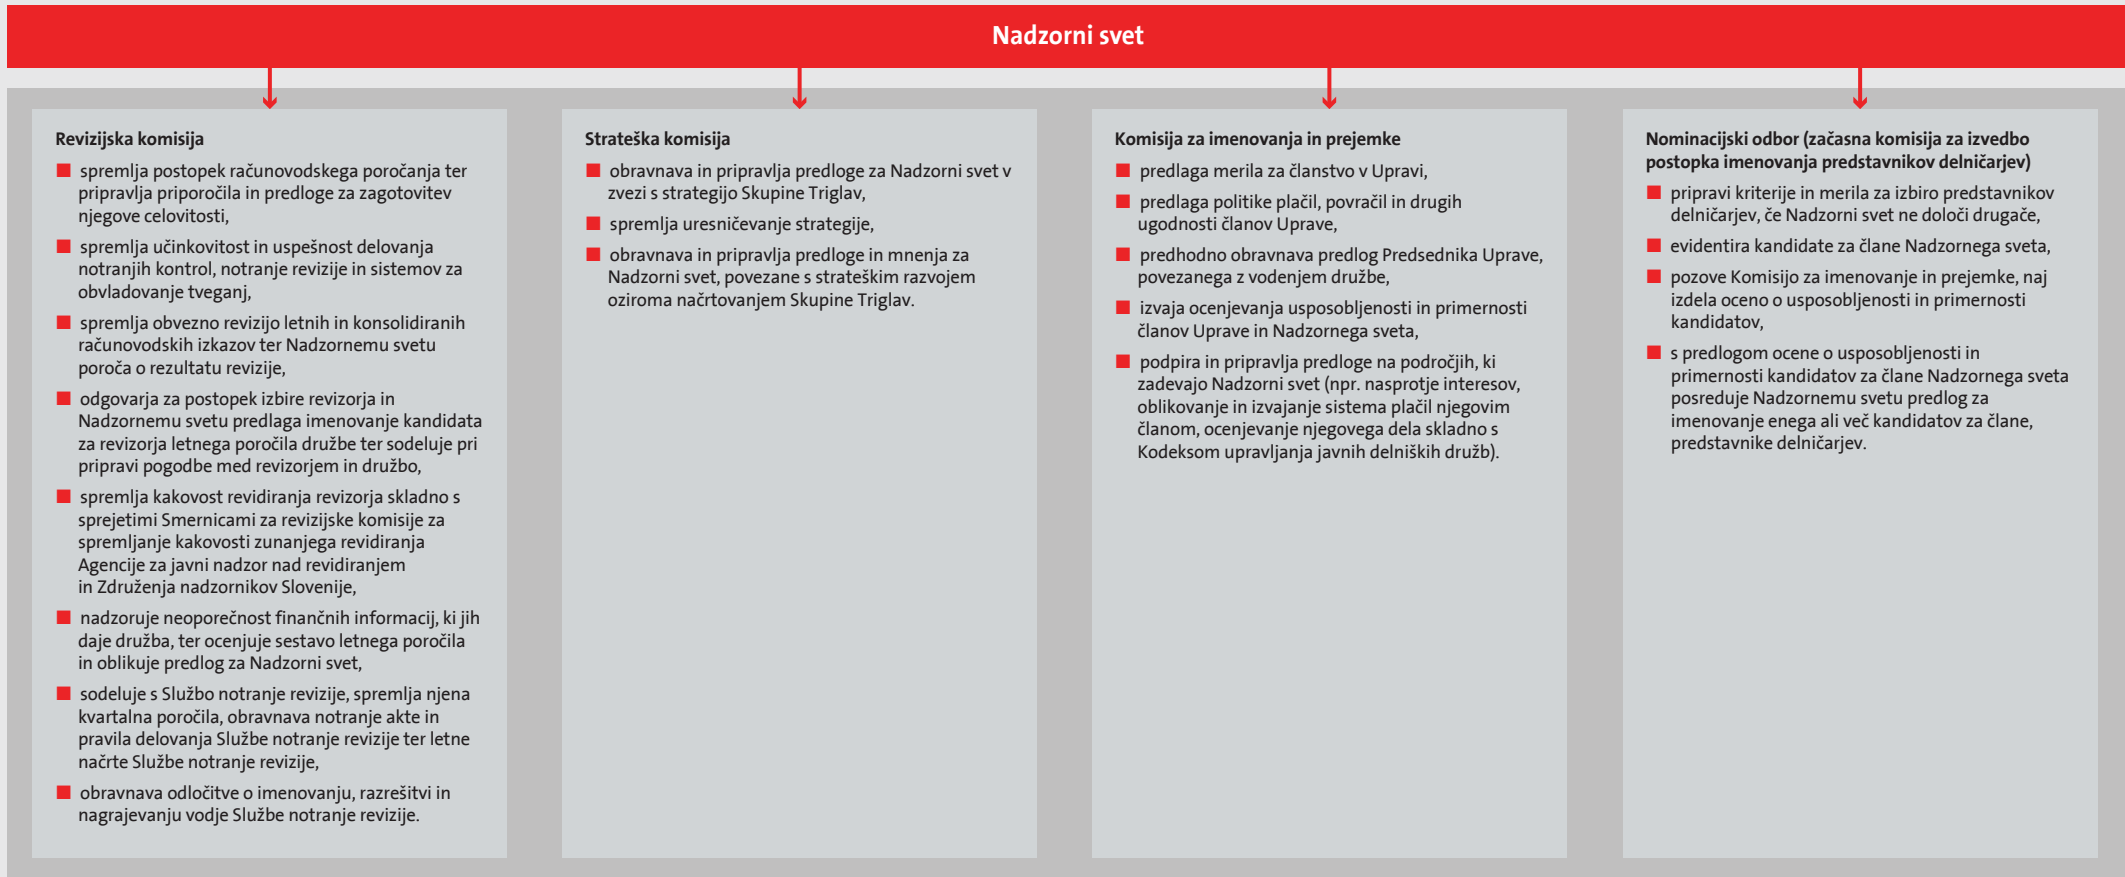 Nadzorni svet
Revizijska komisija
■ spremlja postopek računovodskega poročanja ter
pripravlja priporočila in predloge za zagotovitev
njegove celovitosti,
■ spremlja učinkovitost in uspešnost delovanja
notranjih kontrol, notranje revizije in sistemov za
obvladovanje tveganj,
■ spremlja obvezno revizijo letnih in konsolidiranih
računovodskih izkazov ter Nadzornemu svetu
poroča o rezultatu revizije,
■ odgovarja za postopek izbire revizorja in
Nadzornemu svetu predlaga imenovanje kandidata
za revizorja letnega poročila družbe ter sodeluje pri
pripravi pogodbe med revizorjem in družbo,
■ spremlja kakovost revidiranja revizorja skladno s
sprejetimi Smernicami za revizijske komisije za
spremljanje kakovosti zunanjega revidiranja
Agencije za javni nadzor nad revidiranjem
in Združenja nadzornikov Slovenije,
■ nadzoruje neoporečnost finančnih informacij, ki jih
daje družba, ter ocenjuje sestavo letnega poročila
in oblikuje predlog za Nadzorni svet,
■ sodeluje s Službo notranje revizije, spremlja njena
kvartalna poročila, obravnava notranje akte in
pravila delovanja Službe notranje revizije ter letne
načrte Službe notranje revizije,
■ obravnava odločitve o imenovanju, razrešitvi in
nagrajevanju vodje Službe notranje revizije.
Strateška komisija
■ obravnava in pripravlja predloge za Nadzorni svet v
zvezi s strategijo Skupine Triglav,
■ spremlja uresničevanje strategije,
■ obravnava in pripravlja predloge in mnenja za
Nadzorni svet, povezane s strateškim razvojem
oziroma načrtovanjem Skupine Triglav.
Komisija za imenovanja in prejemke
■ predlaga merila za članstvo v Upravi,
■ predlaga politike plačil, povračil in drugih
ugodnosti članov Uprave,
■ predhodno obravnava predlog Predsednika Uprave,
povezanega z vodenjem družbe,
■ izvaja ocenjevanja usposobljenosti in primernosti
članov Uprave in Nadzornega sveta,
■ podpira in pripravlja predloge na področjih, ki
zadevajo Nadzorni svet (npr. nasprotje interesov,
oblikovanje in izvajanje sistema plačil njegovim
članom, ocenjevanje njegovega dela skladno s
Kodeksom upravljanja javnih delniških družb).
Nominacijski odbor (začasna komisija za izvedbo
postopka imenovanja predstavnikov delničarjev)
■ pripravi kriterije in merila za izbiro predstavnikov
delničarjev, če Nadzorni svet ne določi drugače,
■ evidentira kandidate za člane Nadzornega sveta,
■ pozove Komisijo za imenovanje in prejemke, naj
izdela oceno o usposobljenosti in primernosti
kandidatov,
■ s predlogom ocene o usposobljenosti in
primernosti kandidatov za člane Nadzornega sveta
posreduje Nadzornemu svetu predlog za
imenovanje enega ali več kandidatov za člane,
predstavnike delničarjev.